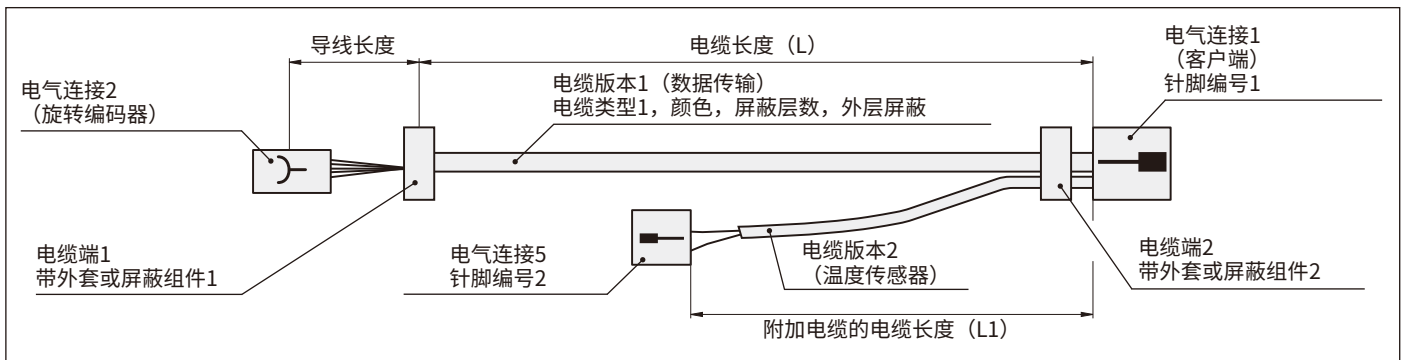 导线长度
电缆长度（L）
电气连接1
（客户端）
针脚编号1
电气连接2
（旋转编码器）
电缆版本1（数据传输）
电缆类型1，颜色，屏蔽层数，外层屏蔽
电缆端1
带外套或屏蔽组件1
电气连接5
针脚编号2
电缆版本2
（温度传感器）
电缆端2
带外套或屏蔽组件2
附加电缆的电缆长度（L1）